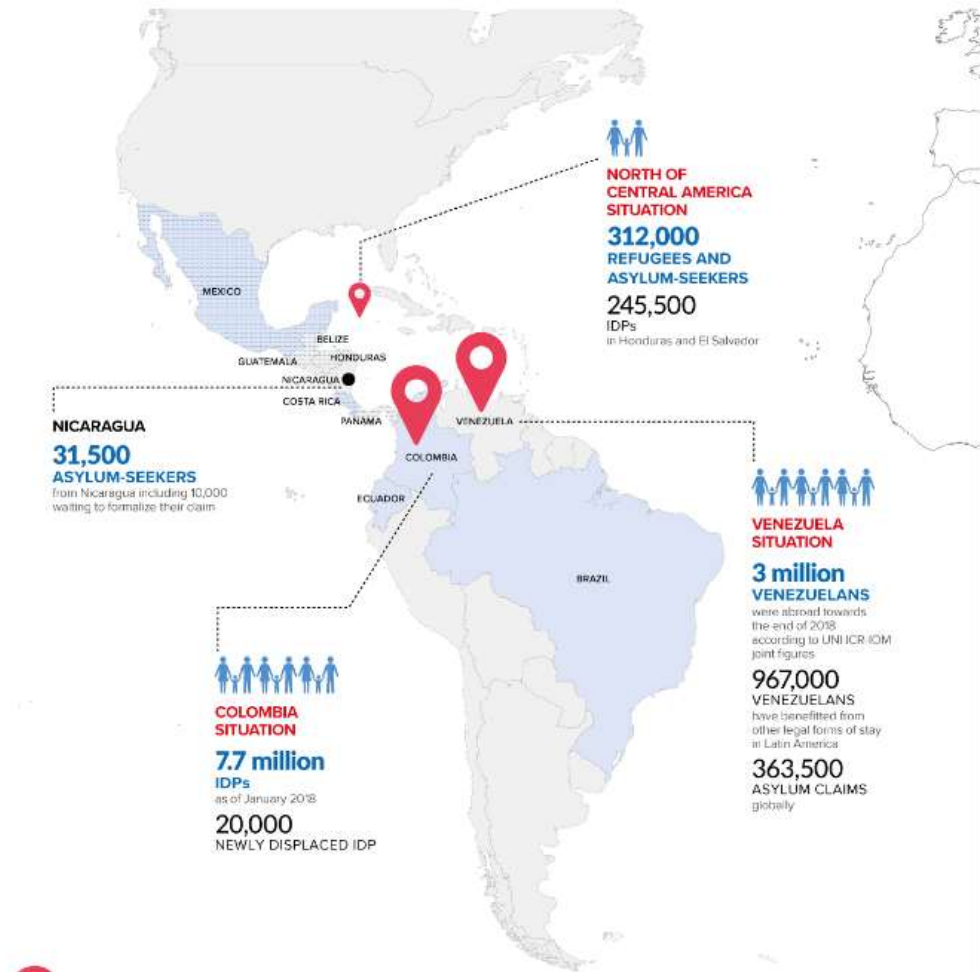 NORTH OF
CENTRAL AMERICA
SITUATION
312,000
REFUGEES AND
ASYLUM-SEEKERS
245,500
IDPs
in Honduras and El Salvador
MEXICO
BELIZE
GUATEMALA
HONDURAS
NICARAGUA
COSTA RICA
PANAMA
VENEZUELA
COLOMBIA
ECUADOR
BRAZIL
NICARAGUA
31,500
ASYLUM-SEEKERS
from Nicaragua including 10,000
waiting to formalize their claim
VENEZUELA
SITUATION
3 million
VENEZUELANS
were abroad towards
the end of 2018
according to UNHCR-IOM
joint figures
967,000
VENEZUELANS
have benefitted from
other legal forms of stay
in Latin America
363,500
ASYLUM CLAIMS
globally
COLOMBIA
SITUATION
7.7 million
IDPs
as of January 2018
20,000
NEWLY DISPLACED IDP